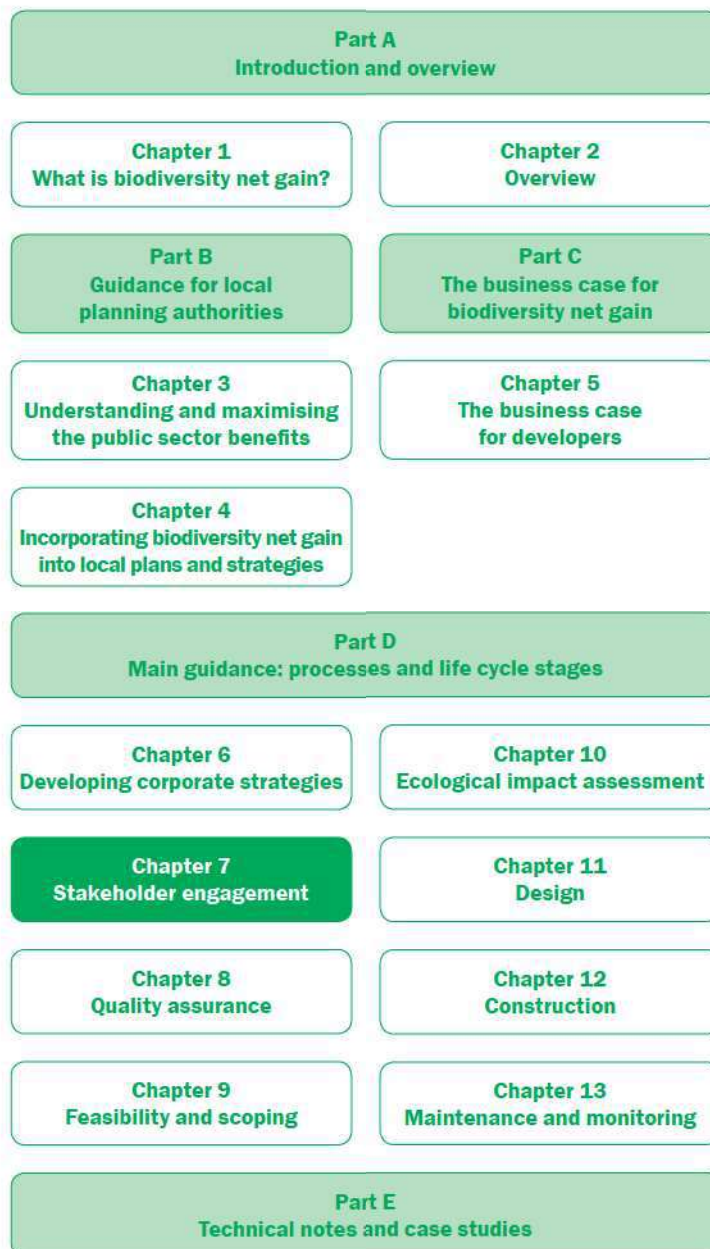 Part A
Introduction and overview
Chapter 1
What is biodiversity net gain?
Chapter 2
Overview
Part B
Guidance for local
planning authorities
Part C
The business case for
biodiversity net gain
Chapter 3
Understanding and maximising
the public sector benefits
Chapter 5
The business case
for developers
Chapter 4
Incorporating biodiversity net gain
into local plans and strategies
Part D
Main guidance: processes and life cycle stages
Chapter 6
Developing corporate strategies
Chapter 10
Ecological impact assessment
Chapter 7
Stakeholder engagement
Chapter 11
Design
Chapter 8
Quality assurance
Chapter 12
Construction
Chapter 9
Feasibility and scoping
Chapter 13
Maintenance and monitoring
Part E
Technical notes and case studies